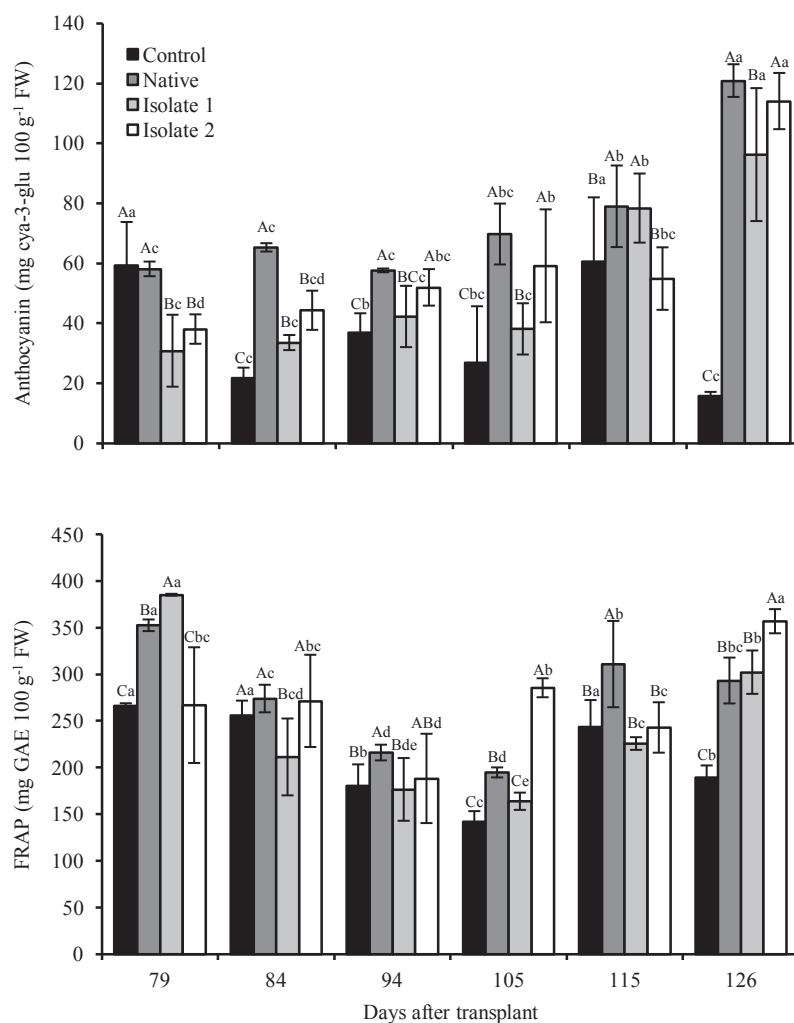 140
120
100
80
60
40
20
0
Anthocyanin (mg cya-3-glu 100 g-1 FW)
Control
Native
Isolate 1
Isolate 2
Aa
Ac
Bc
Bd
Cc
Ac
Bc
Bcd
Cb
Ac
BCc
Abc
Cbc
Abc
Bc
Ab
Ba
Ab
Ab
Bbc
Cc
Aa
Ba
Aa
450
400
350
300
250
200
150
100
50
0
FRAP (mg GAE 100 g-1 FW)
Ca
Ba
Aa
Cbc
Aa
Ac
Bcd
Abc
Bb
Ad
Bde
ABd
Cc
Bd
Ce
Ab
Ba
Ab
Bc
Bc
Cb
Bbc
Bb
Aa
79 84 94 105 115 126
Days after transplant